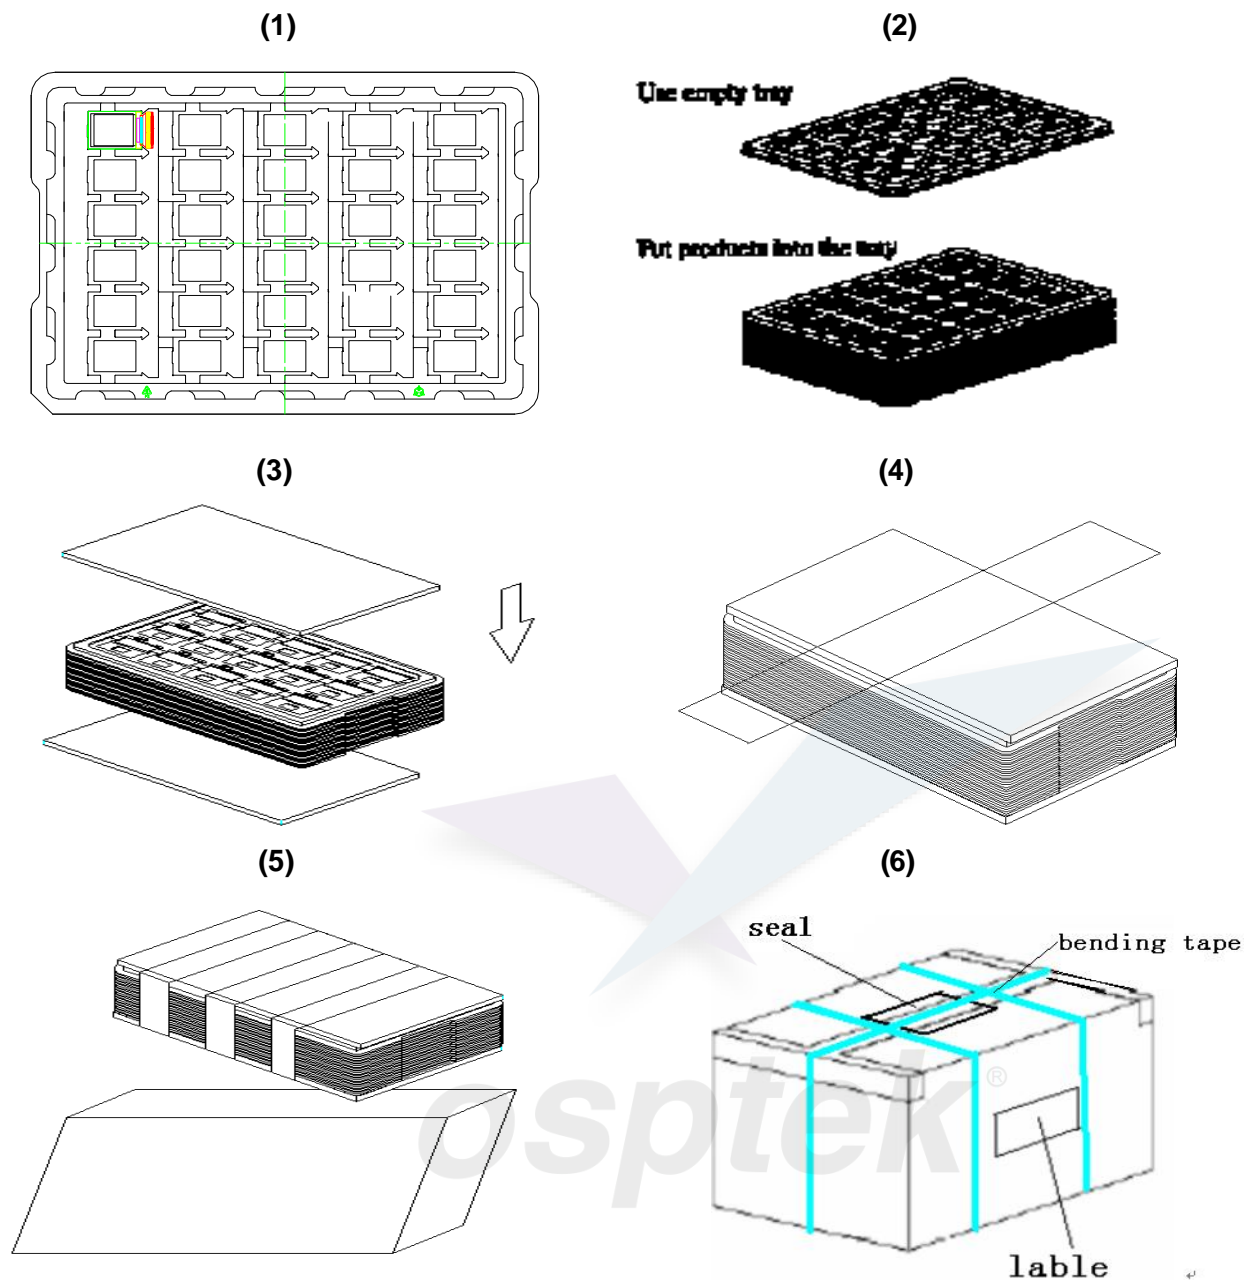 (1)
(2)
Use empty tray
Put products into the tray
(3)
(4)
(5)
(6)
seal
bending tape
osptek®
lable